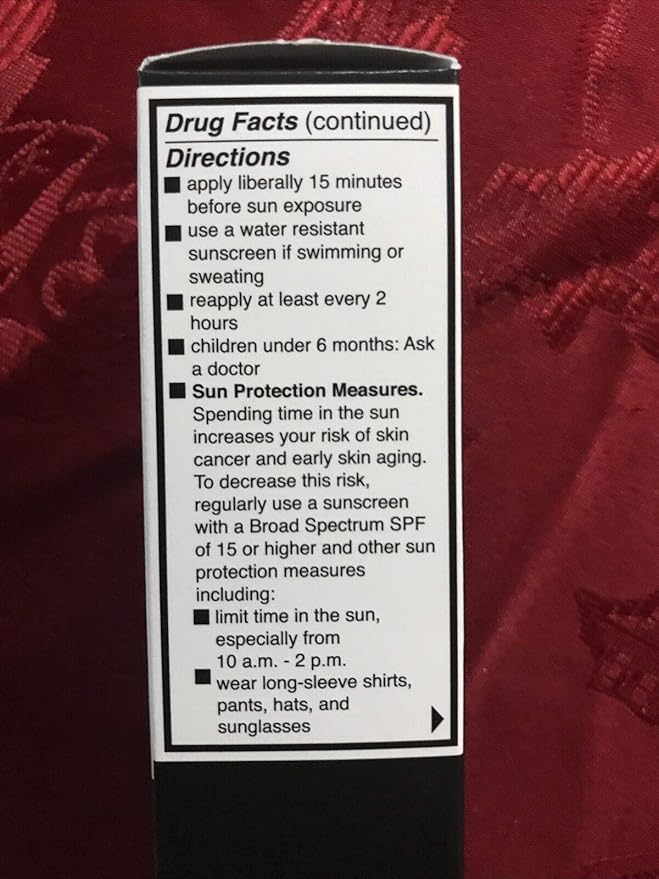 Drug Facts (continued)
Directions
■ apply liberally 15 minutes
before sun exposure
■ use a water resistant
sunscreen if swimming or
sweating
■ reapply at least every 2
hours
■ children under 6 months: Ask
a doctor
■ Sun Protection Measures.
Spending time in the sun
increases your risk of skin
cancer and early skin aging.
To decrease this risk,
regularly use a sunscreen
with a Broad Spectrum SPF
of 15 or higher and other sun
protection measures
including:
■ limit time in the sun,
especially from
10 a.m. - 2 p.m.
■ wear long-sleeve shirts,
pants, hats, and
sunglasses